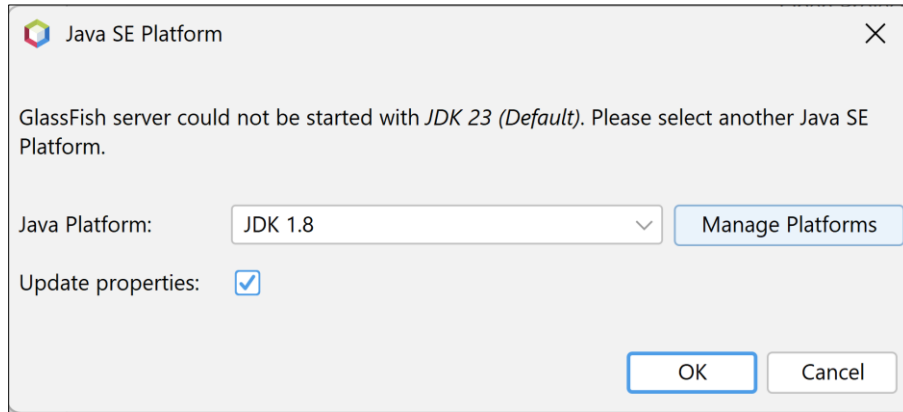 Java SE Platform
GlassFish server could not be started with JDK 23 (Default). Please select another Java SE
Platform.
Java Platform: JDK 1.8 Manage Platforms
Update properties:
OK Cancel